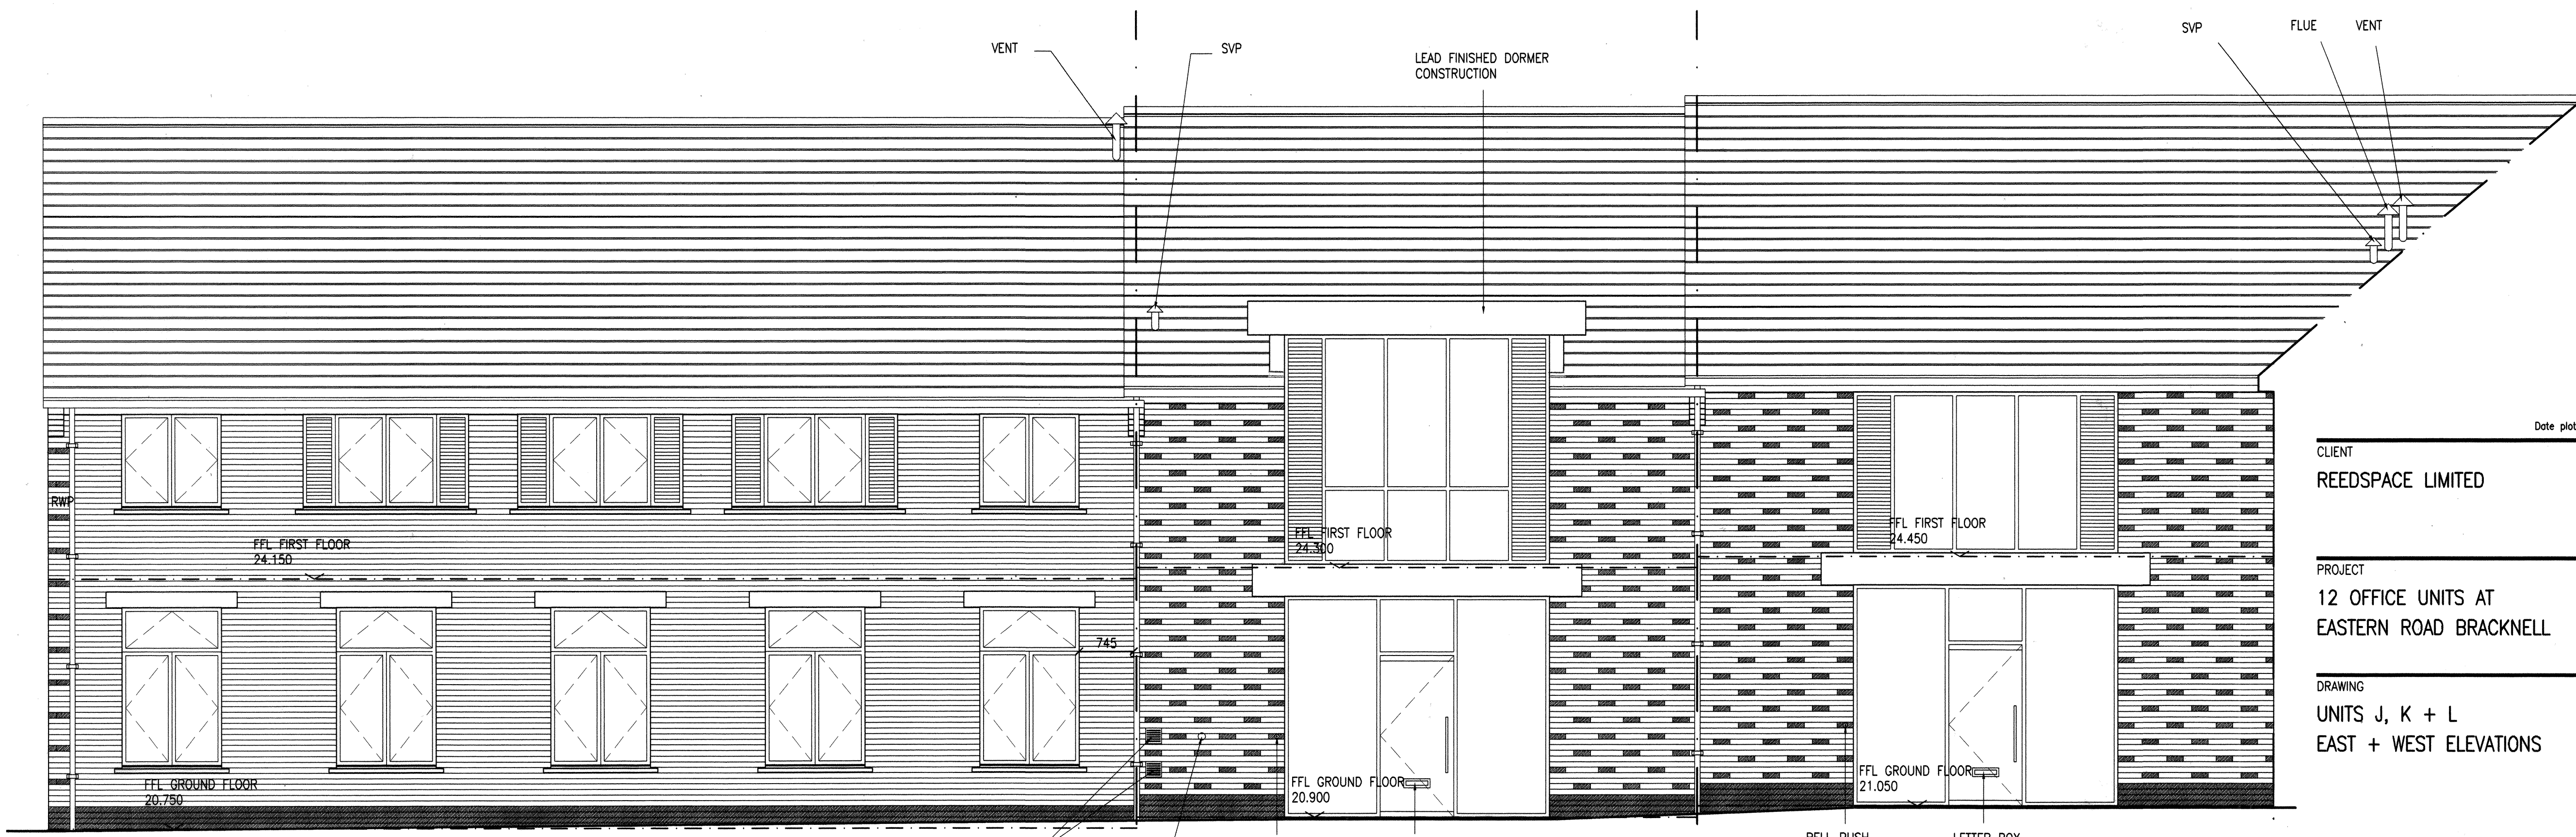 VENT
SVP
LEAD FINISHED DORMER
CONSTRUCTION
SVP
FLUE
VENT
Date plot
CLIENT
REEDSPACE LIMITED
RWP
FFL FIRST FLOOR
24.150
FFL FIRST FLOOR
24.300
FFL FIRST FLOOR
24.450
PROJECT
12 OFFICE UNITS AT
EASTERN ROAD BRACKNELL
745
DRAWING
UNITS J, K + L
EAST + WEST ELEVATIONS
FFL GROUND FLOOR
20.750
FFL GROUND FLOOR
20.900
FFL GROUND FLOOR
21.050
BELL PUSH
LETTER BOX